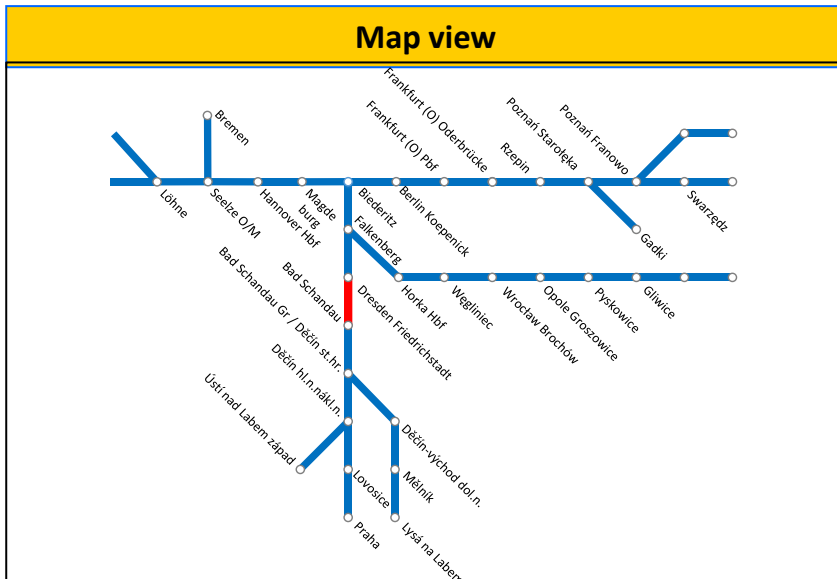 Map view
Bremen
Frankfurt (O) Pbf
Frankfurt (O) Oderbrücke
Rzepin
Poznań Starołęka
Poznań Franowo
Löhne
Seelze O/M
Hannover Hbf
Magde
burg
Biederitz
Berlin Koepenick
Swarzędz
Gadki
Falkenberg
Bad Schandau
Dresden Friedrichstadt
Horka Hbf
Węgliniec
Wrocław Brochów
Opole Groszowice
Pyskowice
Gliwice
Bad Schandau Gr / Děčín st.hr.
Děčín hl.n.nákl.n.
Ústí nad Labem západ
Děčín-východ dol.n.
Lovosice
Mělník
Praha
Lysá na Labem